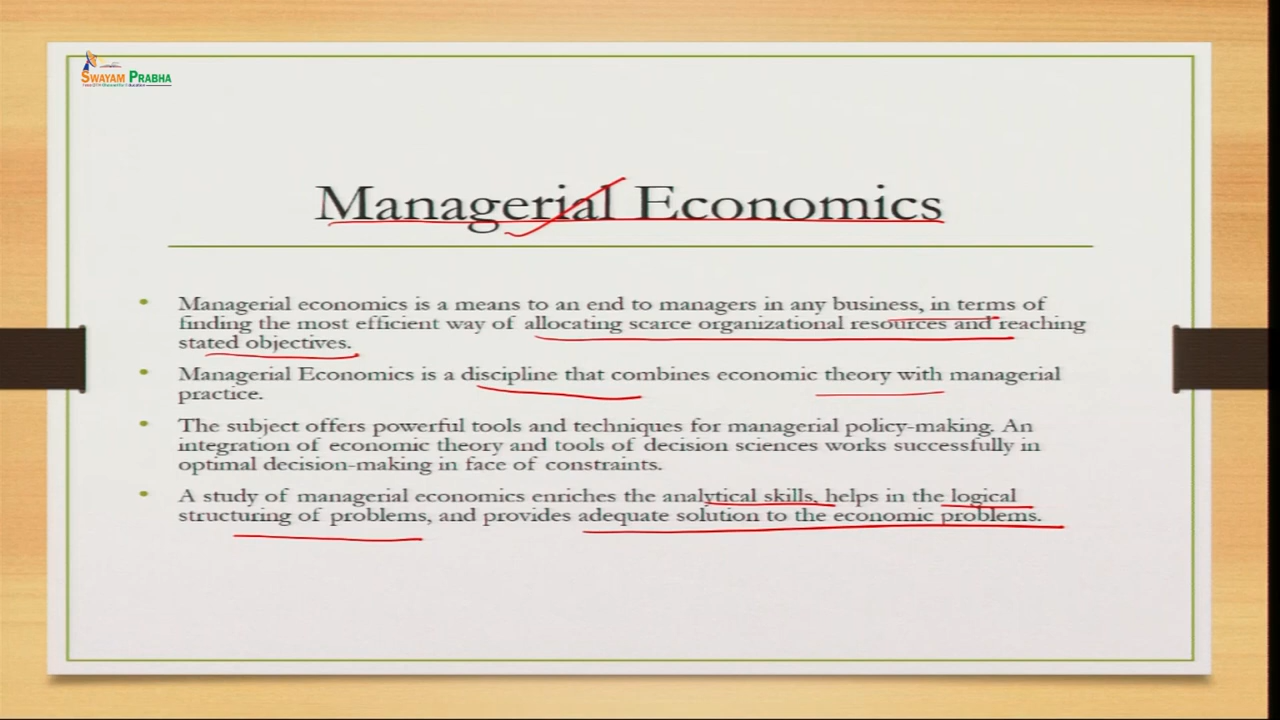 SWAYAM PRABHA
Managerial Economics
• Managerial economics is a means to an end to managers in any business, in terms of
finding the most efficient way of allocating scarce organizational resources and reaching
stated objectives.
• Managerial Economics is a discipline that combines economic theory with managerial
practice.
• The subject offers powerful tools and techniques for managerial policy-making. An
integration of economic theory and tools of decision sciences works successfully in
optimal decision-making in face of constraints.
• A study of managerial economics enriches the analytical skills, helps in the logical
structuring of problems, and provides adequate solution to the economic problems.